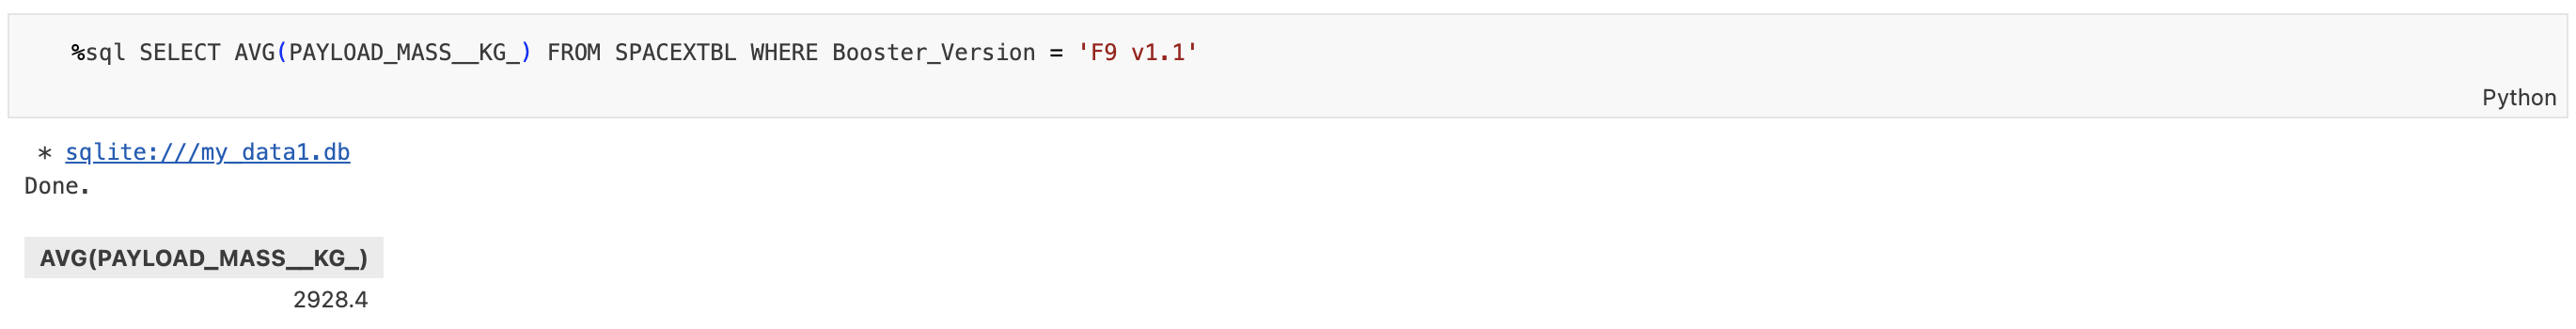 %sql SELECT AVG(PAYLOAD_MASS__KG_) FROM SPACEXTBL WHERE Booster_Version = 'F9 v1.1'
Python
* sqlite:///my_data1.db
Done.
AVG(PAYLOAD_MASS__KG_)
2928.4